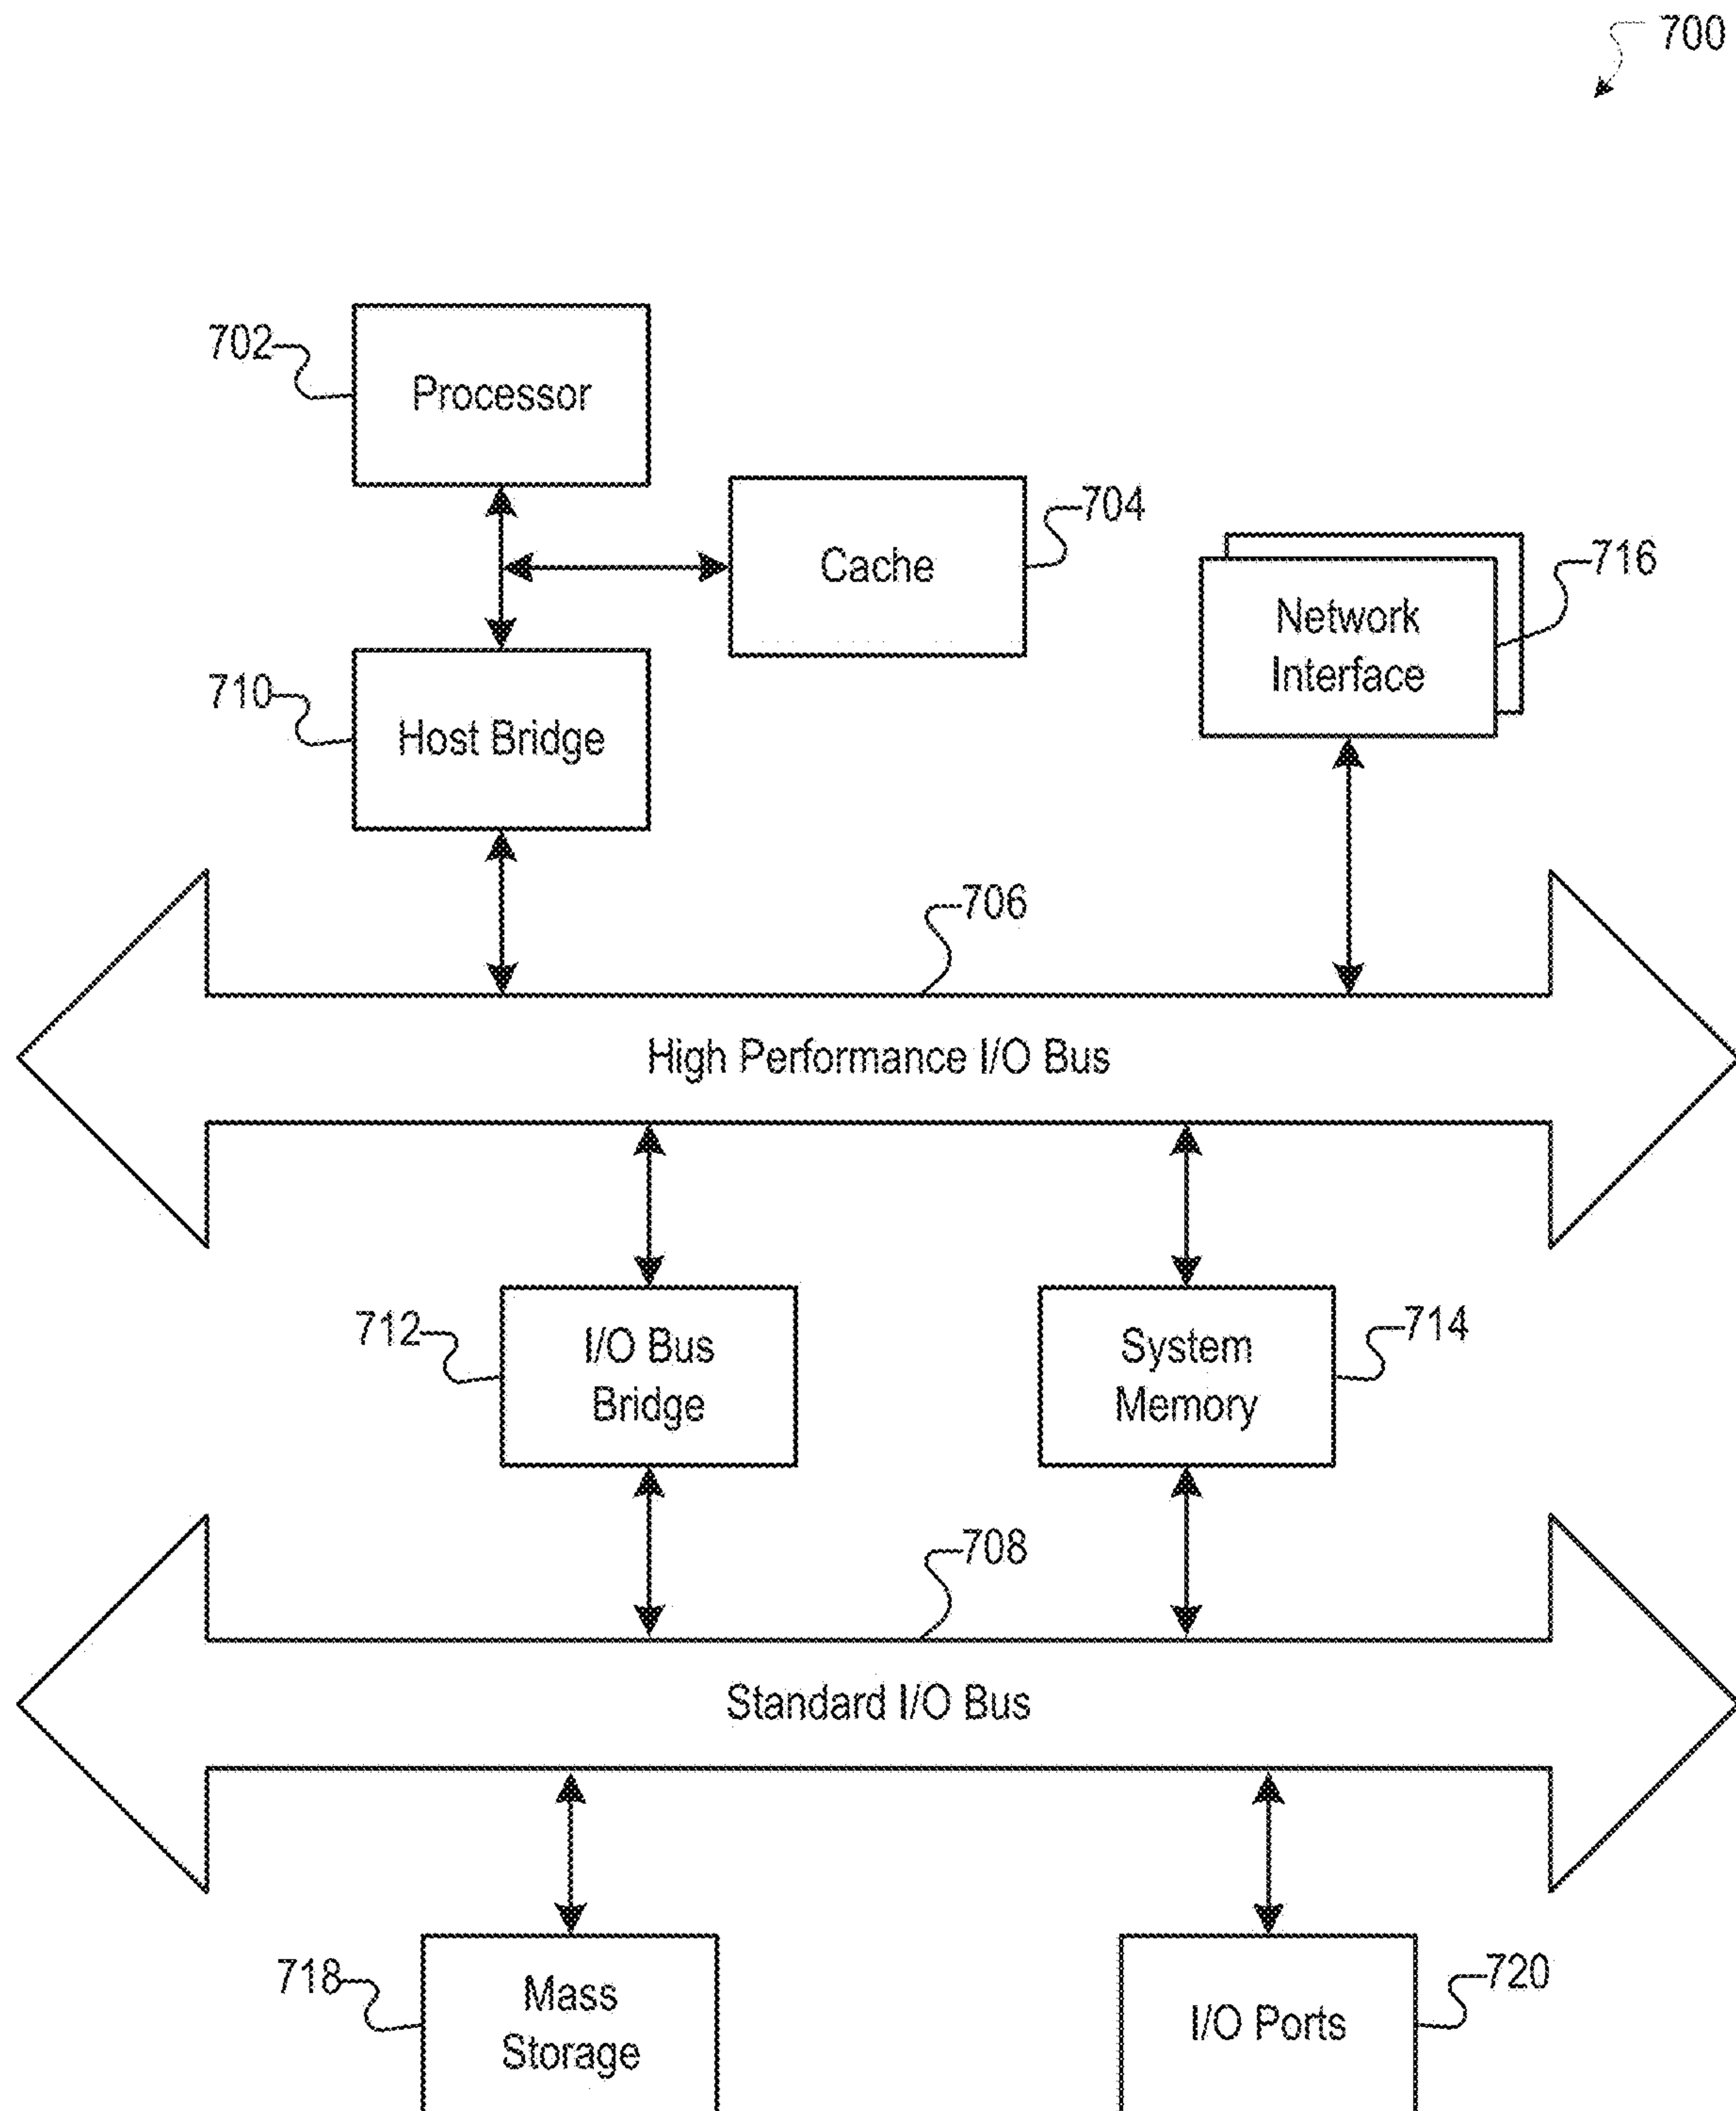 700
702
Processor
704
Cache
716
Network
Interface
710
Host Bridge
706
High Performance I/O Bus
712
I/O Bus
Bridge
714
System
Memory
708
Standard I/O Bus
718
Mass
Storage
720
I/O Ports